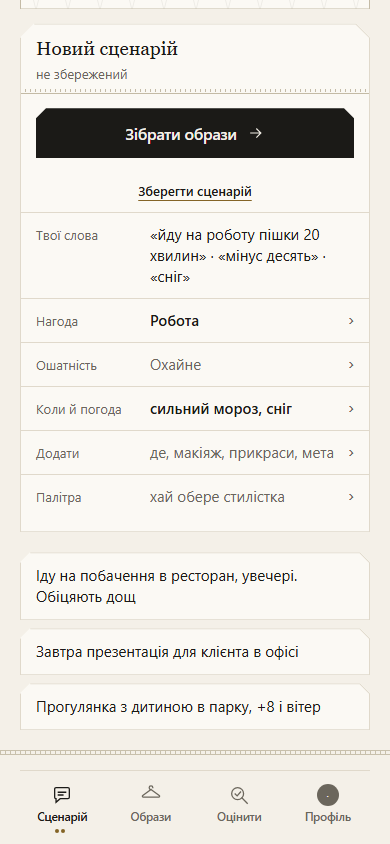 Новий сценарій
не збережений
Зібрати образи →
Зберегти сценарій
Твої слова
«йду на роботу пішки 20
хвилин» · «мінус десять» ·
«сніг»
Нагода Робота
Ошатність Охайне
Коли й погода сильний мороз, сніг
Додати де, макіяж, прикраси, мета
Палітра хай обере стилістка
Іду на побачення в ресторан, увечері.
Обіцяють дощ
Завтра презентація для клієнта в офісі
Прогулянка з дитиною в парку, +8 і вітер
Сценарій Образи Оцінити Профіль